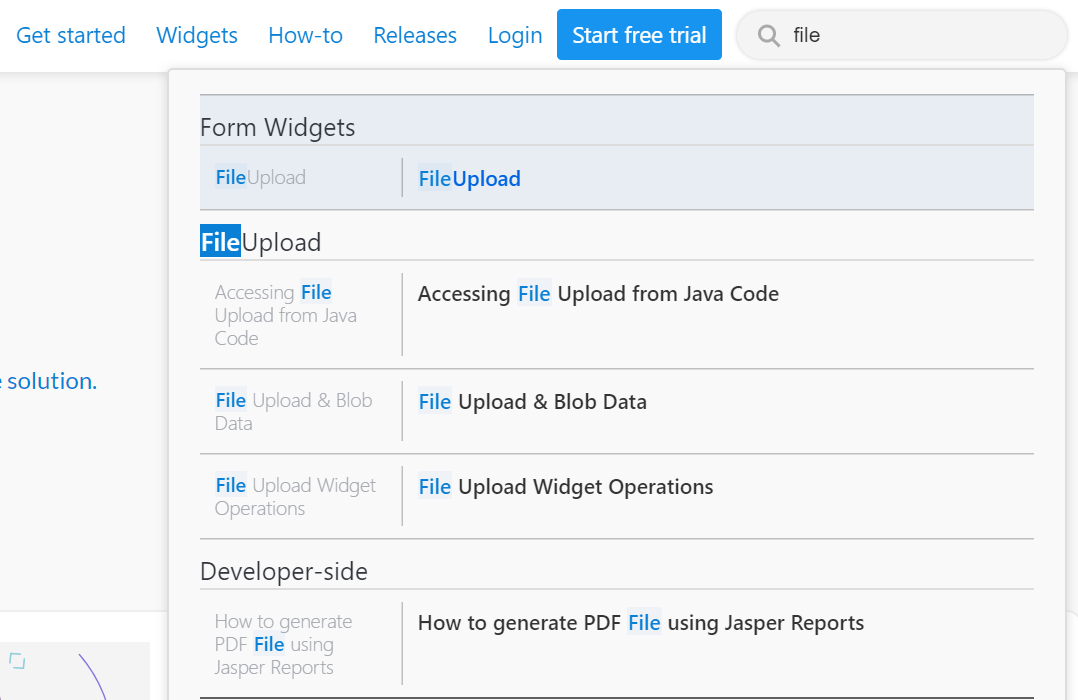 Get started Widgets How-to Releases Login Start free trial file
Form Widgets
FileUpload FileUpload
FileUpload
Accessing File
Upload from Java
Code
Accessing File Upload from Java Code
File Upload & Blob
Data
File Upload & Blob Data
File Upload Widget
Operations
File Upload Widget Operations
solution.
Developer-side
How to generate
PDF File using
Jasper Reports
How to generate PDF File using Jasper Reports